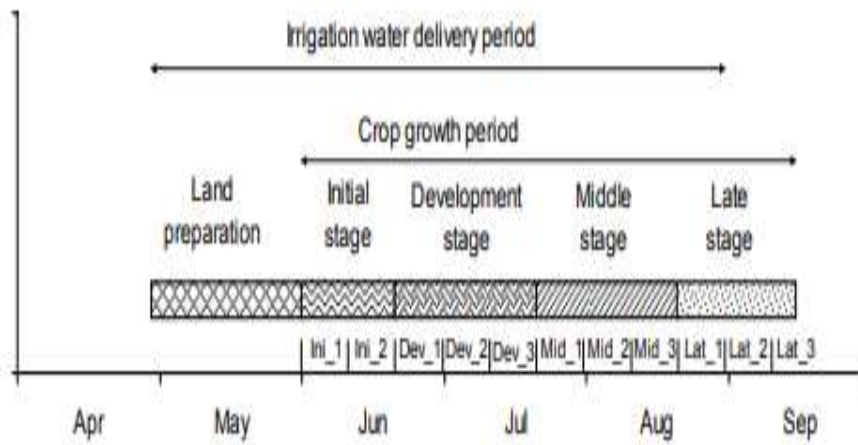 Irrigation water delivery period
Crop growth period
Land
preparation
Initial
stage
Development
stage
Middle
stage
Late
stage
Ini_1 Ini_2 Dev_1 Dev_2 Dev_3 Mid_1 Mid_2 Mid_3 Lat_1 Lat_2 Lat_3
Apr May Jun Jul Aug Sep